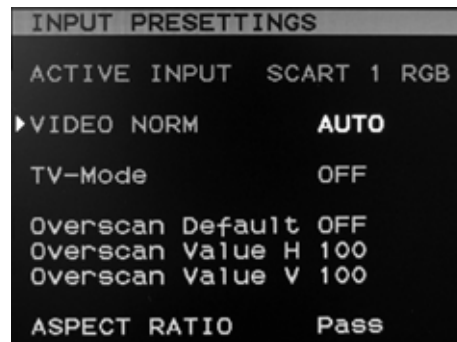 INPUT PRESETTINGS
ACTIVE INPUT SCART 1 RGB
VIDEO NORM AUTO
TV-Mode OFF
Overscan Default OFF
Overscan Value H 100
Overscan Value V 100
ASPECT RATIO Pass